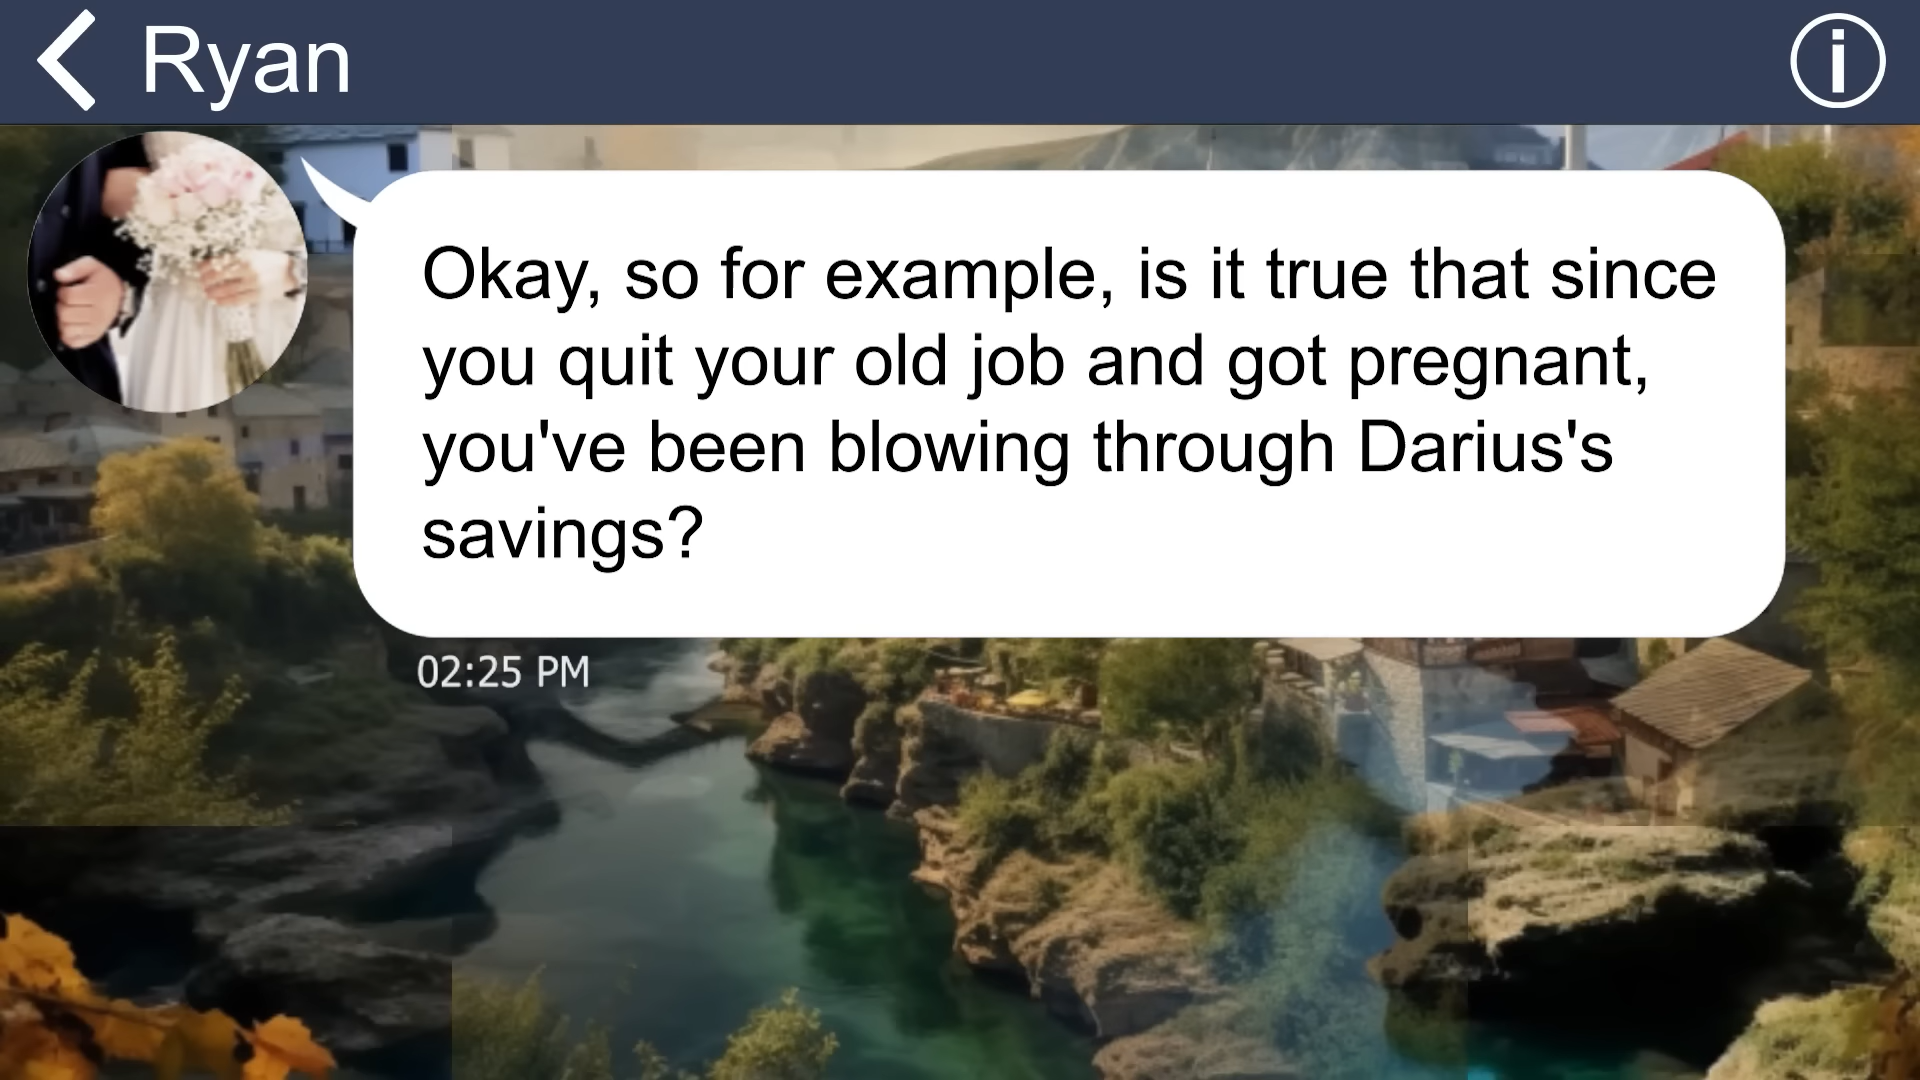 Ryan
Okay, so for example, is it true that since
you quit your old job and got pregnant,
you've been blowing through Darius's
savings?
02:25 PM